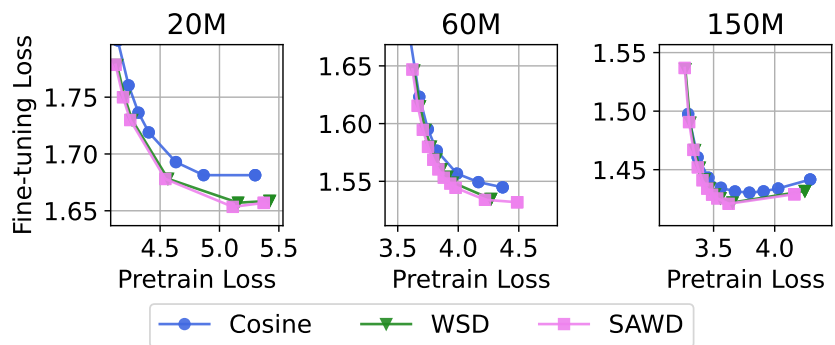 20M
60M
150M
Fine-tuning Loss
1.75
1.70
1.65
4.5
5.0
5.5
Pretrain Loss
1.65
1.60
1.55
3.5
4.0
4.5
Pretrain Loss
1.55
1.50
1.45
3.5
4.0
Pretrain Loss
Cosine
WSD
SAWD